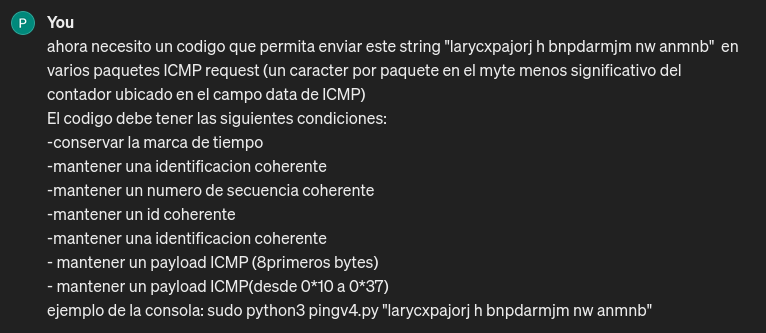 P
You
ahora necesito un codigo que permita enviar este string "larycxpajorj h bnpdarmjm nw anmnb" en
varios paquetes ICMP request (un caracter por paquete en el myte menos significativo del
contador ubicado en el campo data de ICMP)
El codigo debe tener las siguientes condiciones:
-conservar la marca de tiempo
-mantener una identificacion coherente
-mantener un numero de secuencia coherente
-mantener un id coherente
-mantener una identificacion coherente
- mantener un payload ICMP (8primeros bytes)
- mantener un payload ICMP(desde 0*10 a 0*37)
ejemplo de la consola: sudo python3 pingv4.py "larycxpajorj h bnpdarmjm nw anmnb"